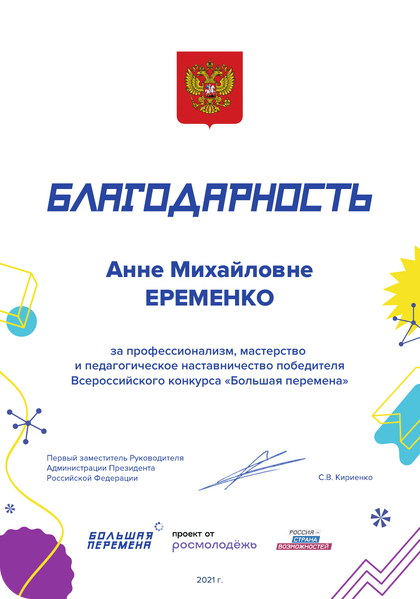 БЛАГОДАРНОСТЬ
Анне Михайловне
ЕРЕМЕНКО
за профессионализм, мастерство
и педагогическое наставничество победителя
Всероссийского конкурса «Большая перемена»
Первый заместитель Руководителя
Администрации Президента
Российской Федерации
С.В. Кириенко
БОЛЬШАЯ
ПЕРЕМЕНА
проект от
росмолодёжь
РОССИЯ –
СТРАНА
ВОЗМОЖНОСТЕЙ
2021 г.